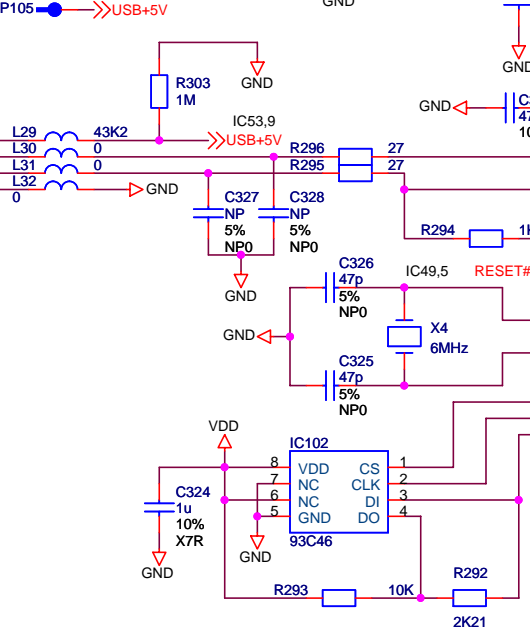 GND
P105
USB+5V
GND
R303
1M
GND
GND
IC53,9
L29
43K2
USB+5V
L30
0
R296
27
L31
0
R295
27
L32
0
GND
C327
NP
5%
NP0
C328
NP
5%
NP0
R294
GND
C326
47p
5%
NP0
IC49,5
RESET#
GND
X4
6MHz
C325
47p
5%
NP0
VDD
IC102
8
VDD
CS
1
7
NC
CLK
2
6
NC
DI
3
5
GND
DO
4
93C46
C324
1u
10%
X7R
GND
GND
R293
10K
R292
2K21